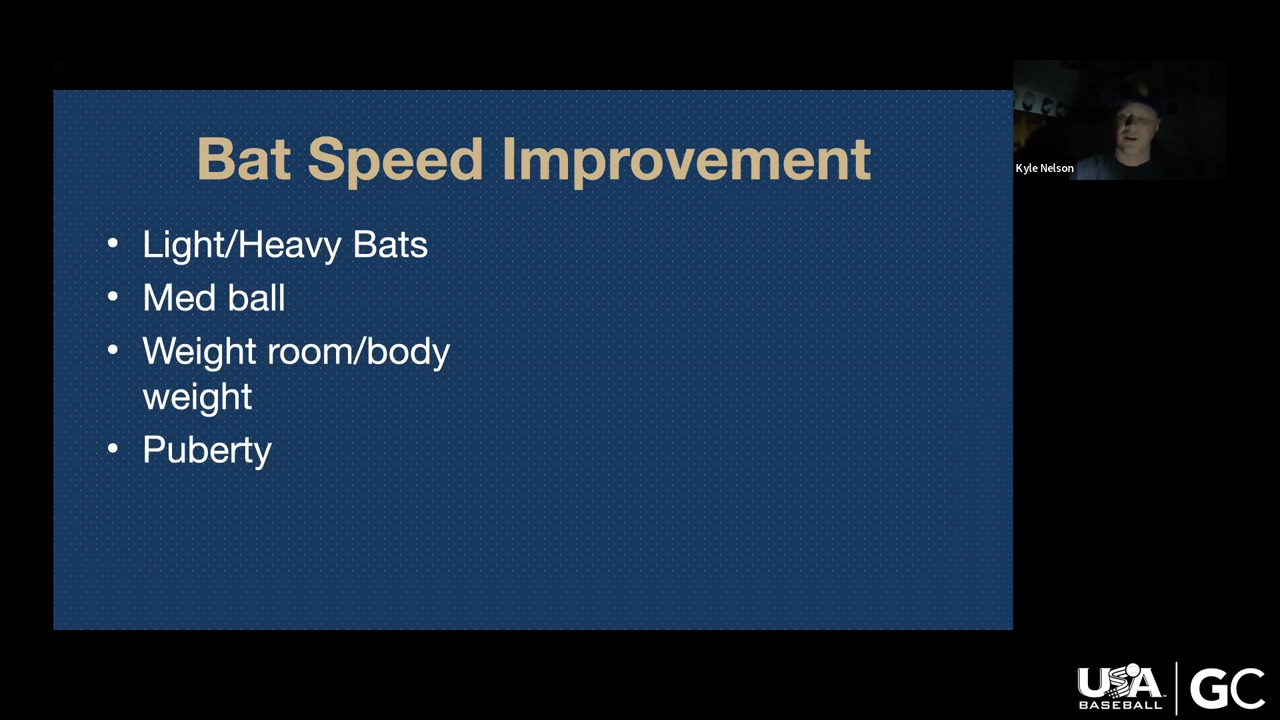 Bat Speed Improvement
• Light/Heavy Bats
• Med ball
• Weight room/body
weight
• Puberty
Kyle Nelson
USA
BASEBALL
GC